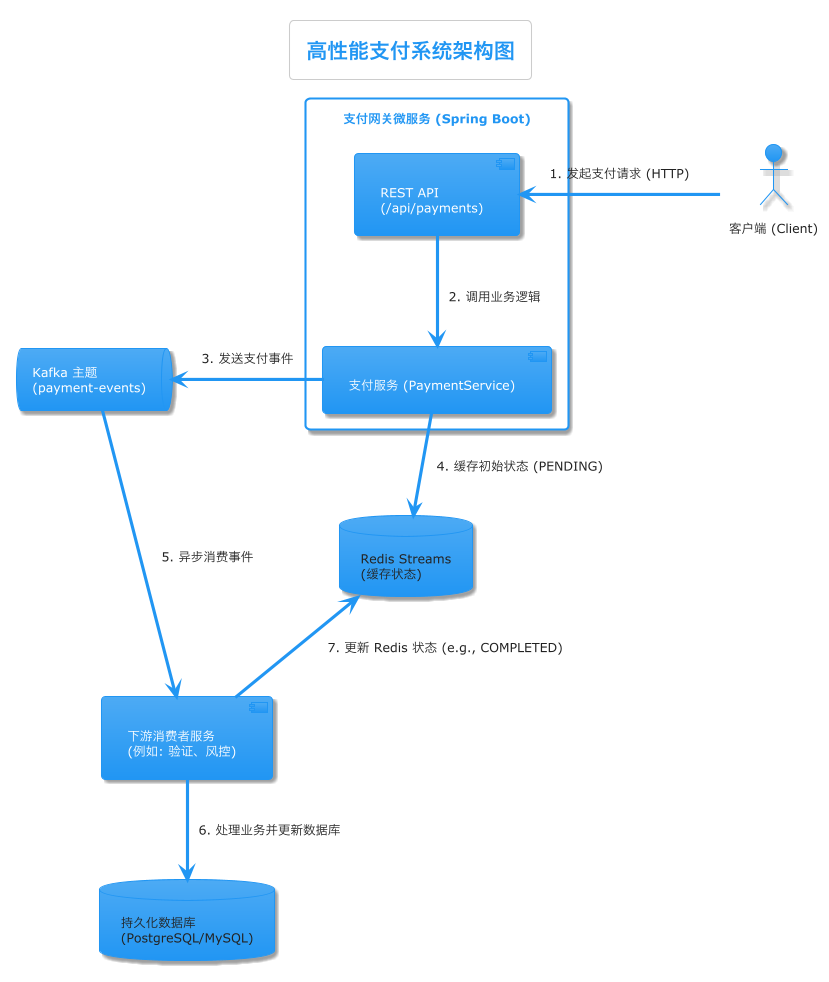 高性能支付系统架构图
支付网关微服务 (Spring Boot)
1. 发起支付请求 (HTTP)
REST API
(/api/payments)
客户端 (Client)
2. 调用业务逻辑
3. 发送支付事件
Kafka 主题
(payment-events)
支付服务 (PaymentService)
4. 缓存初始状态 (PENDING)
5. 异步消费事件
Redis Streams
(缓存状态)
7. 更新 Redis 状态 (e.g., COMPLETED)
下游消费者服务
(例如: 验证、风控)
6. 处理业务并更新数据库
持久化数据库
(PostgreSQL/MySQL)